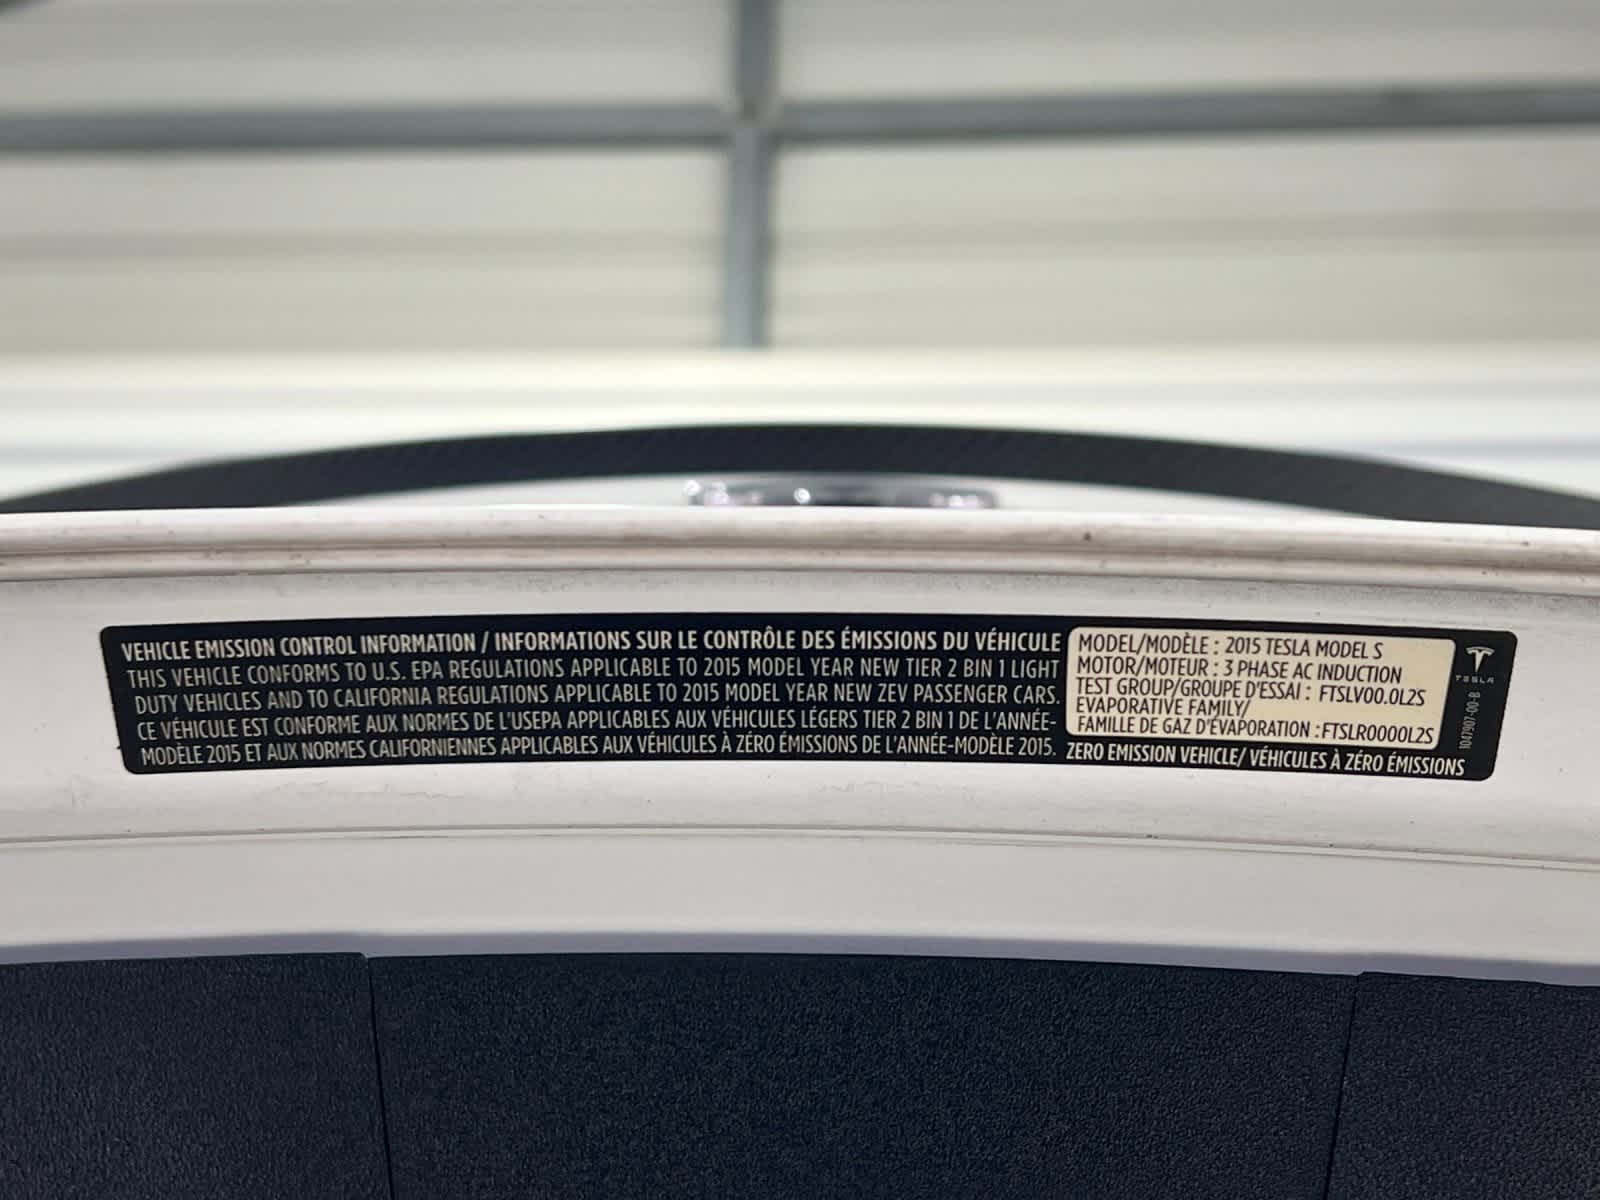 VEHICLE EMISSION CONTROL INFORMATION / INFORMATIONS SUR LE CONTRÔLE DES ÉMISSIONS DU VÉHICULE
THIS VEHICLE CONFORMS TO U.S. EPA REGULATIONS APPLICABLE TO 2015 MODEL YEAR NEW TIER 2 BIN 1 LIGHT
DUTY VEHICLES AND TO CALIFORNIA REGULATIONS APPLICABLE TO 2015 MODEL YEAR NEW ZEV PASSENGER CARS.
CE VÉHICULE EST CONFORME AUX NORMES DE L'USEPA APPLICABLES AUX VÉHICULES LÉGERS TIER 2 BIN 1 DE L'ANNÉE-
MODÈLE 2015 ET AUX NORMES CALIFORNIENNES APPLICABLES AUX VÉHICULES À ZÉRO ÉMISSIONS DE L'ANNÉE-MODÈLE 2015.
MODEL/MODÈLE : 2015 TESLA MODEL S
MOTOR/MOTEUR : 3 PHASE AC INDUCTION
TEST GROUP/GROUPE D'ESSAI : FTSLV00.0L2S
EVAPORATIVE FAMILY/
FAMILLE DE GAZ D'ÉVAPORATION :FTSLR0000L2S
ZERO EMISSION VEHICLE/ VÉHICULES À ZÉRO ÉMISSIONS
TESLA
1047907-00-B